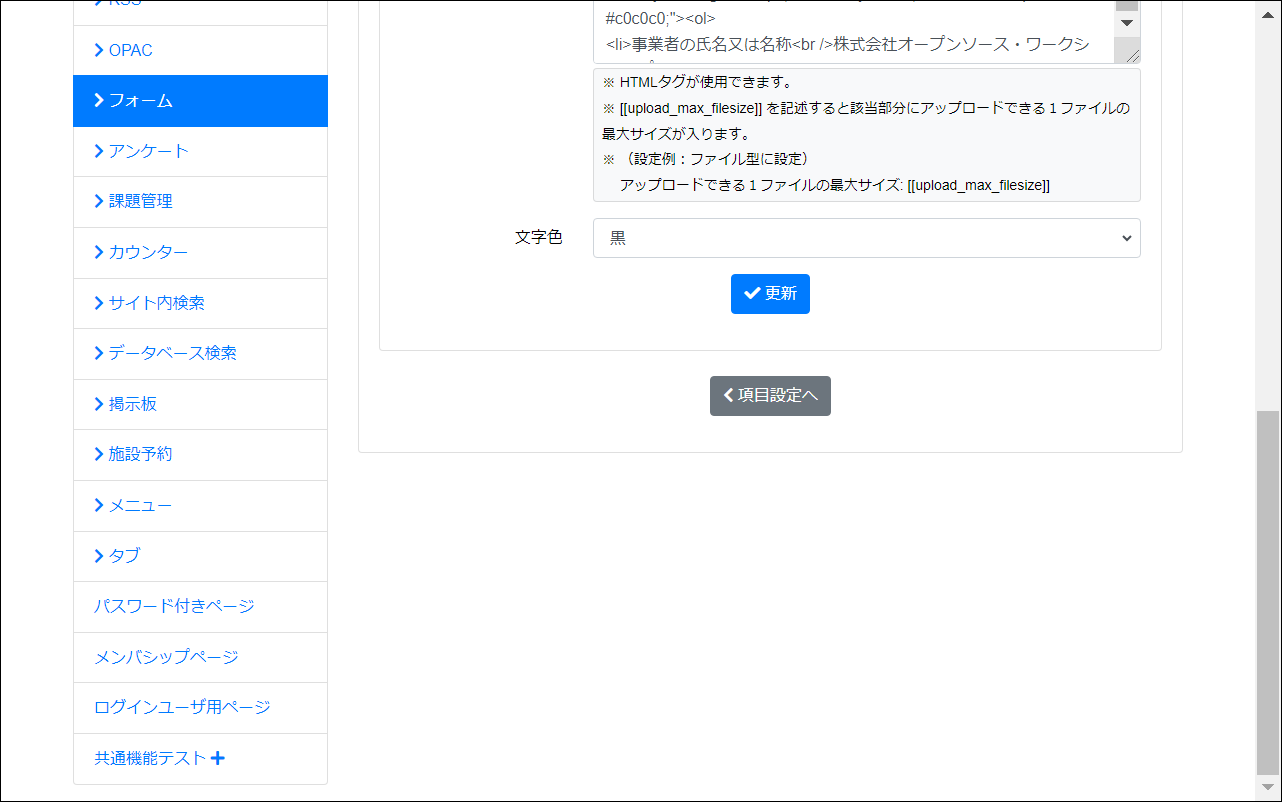 OPAC
フォーム
アンケート
課題管理
カウンター
サイト内検索
データベース検索
掲示板
施設予約
メニュー
タブ
パスワード付きページ
メンバシップページ
ログインユーザ用ページ
共通機能テスト
#c0c0c0;"><ol>
<li>事業者の氏名又は名称<br />株式会社オープンソース・ワークシ
※ HTMLタグが使用できます。
※ [[upload_max_filesize]] を記述すると該当部分にアップロードできる１ファイルの
最大サイズが入ります。
※ （設定例：ファイル型に設定）
アップロードできる１ファイルの最大サイズ: [[upload_max_filesize]]
文字色
黒
更新
項目設定へ